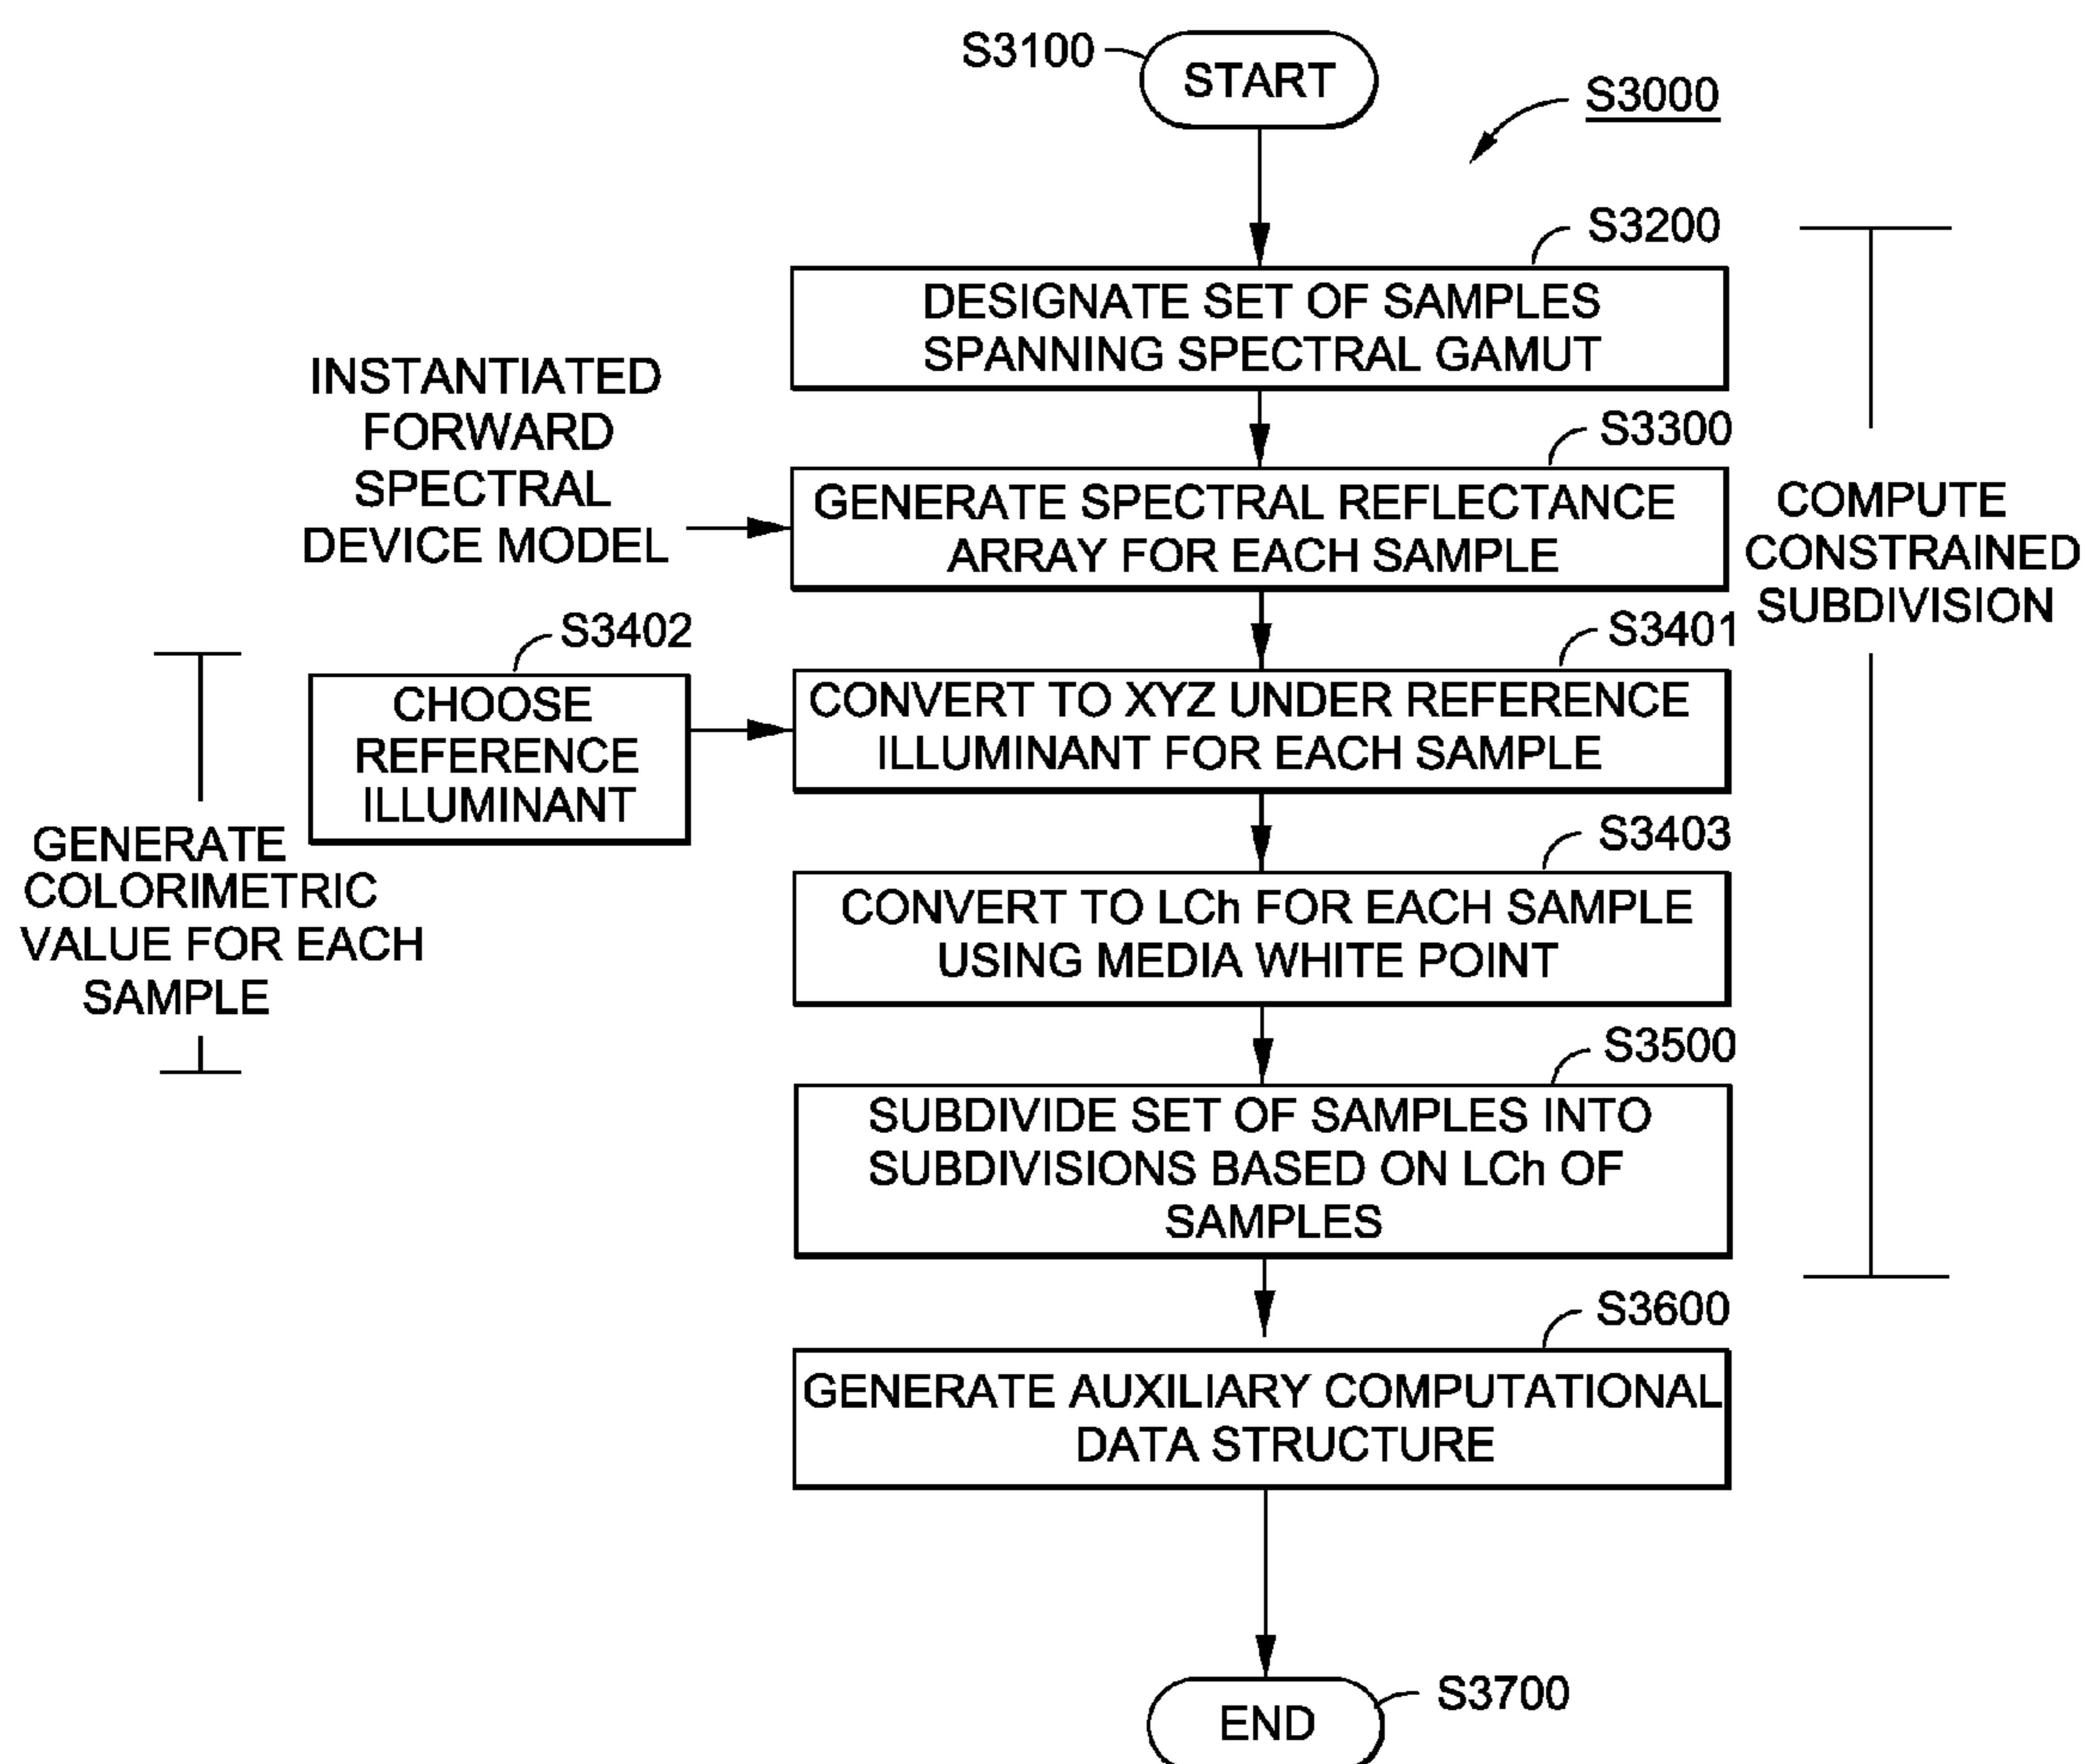 S3100
START
S3000
S3200
DESIGNATE SET OF SAMPLES
SPANNING SPECTRAL GAMUT
INSTANTIATED
FORWARD
SPECTRAL
DEVICE MODEL
S3300
GENERATE SPECTRAL REFLECTANCE
ARRAY FOR EACH SAMPLE
COMPUTE
CONSTRAINED
SUBDIVISION
S3402
CHOOSE
REFERENCE
ILLUMINANT
S3401
CONVERT TO XYZ UNDER REFERENCE
ILLUMINANT FOR EACH SAMPLE
GENERATE
COLORIMETRIC
VALUE FOR EACH
SAMPLE
S3403
CONVERT TO LCh FOR EACH SAMPLE
USING MEDIA WHITE POINT
S3500
SUBDIVIDE SET OF SAMPLES INTO
SUBDIVISIONS BASED ON LCh OF
SAMPLES
S3600
GENERATE AUXILIARY COMPUTATIONAL
DATA STRUCTURE
END
S3700